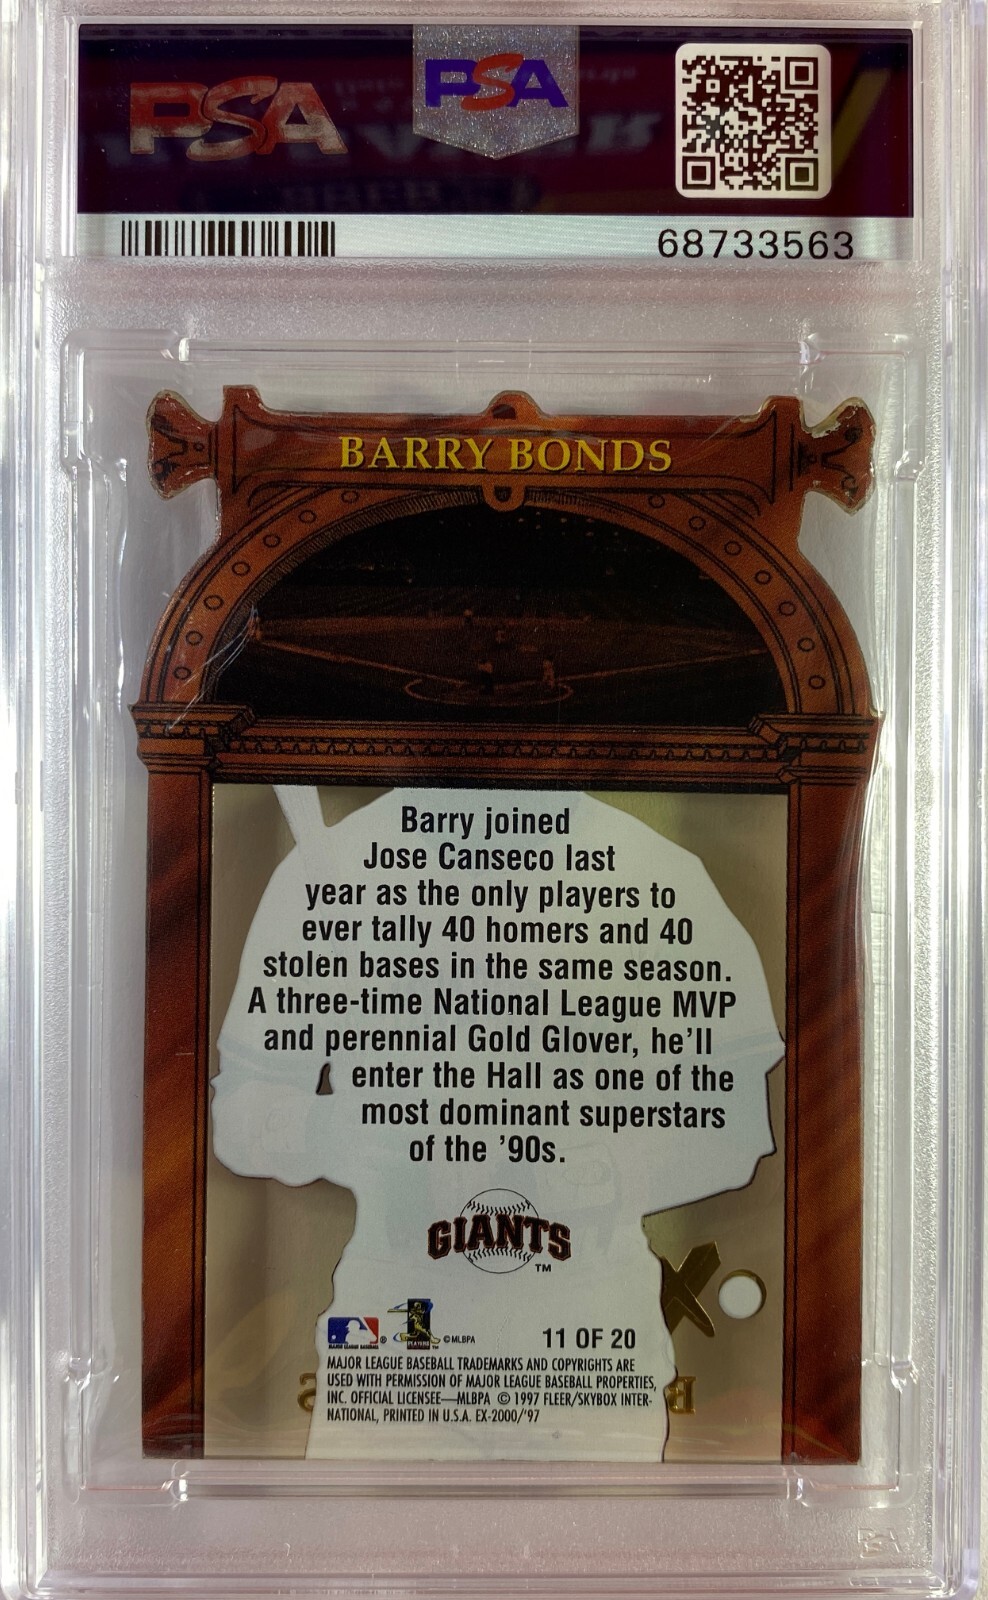 PSA
PSA
68733563
BARRY BONDS
Barry joined
Jose Canseco last
year as the only players to
ever tally 40 homers and 40
stolen bases in the same season.
A three-time National League MVP
and perennial Gold Glover, he'll
enter the Hall as one of the
most dominant superstars
of the '90s.
GIANTS
TM
® ©MLBPA 11 OF 20
MAJOR LEAGUE BASEBALL TRADEMARKS AND COPYRIGHTS ARE
USED WITH PERMISSION OF MAJOR LEAGUE BASEBALL PROPERTIES,
INC. OFFICIAL LICENSEE—MLBPA © 1997 FLEER/SKYBOX INTER-
NATIONAL, PRINTED IN U.S.A. EX-2000/'97
PSA